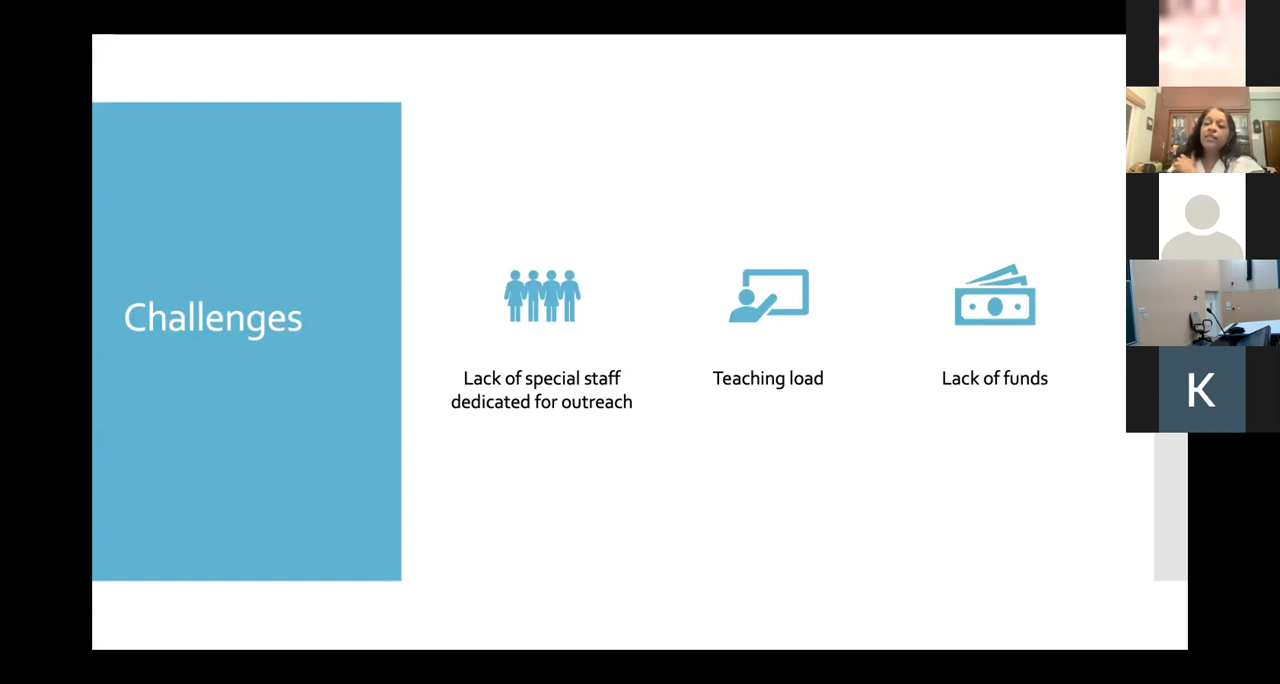 Challenges
Lack of special staff
dedicated for outreach
Teaching load
Lack of funds
K